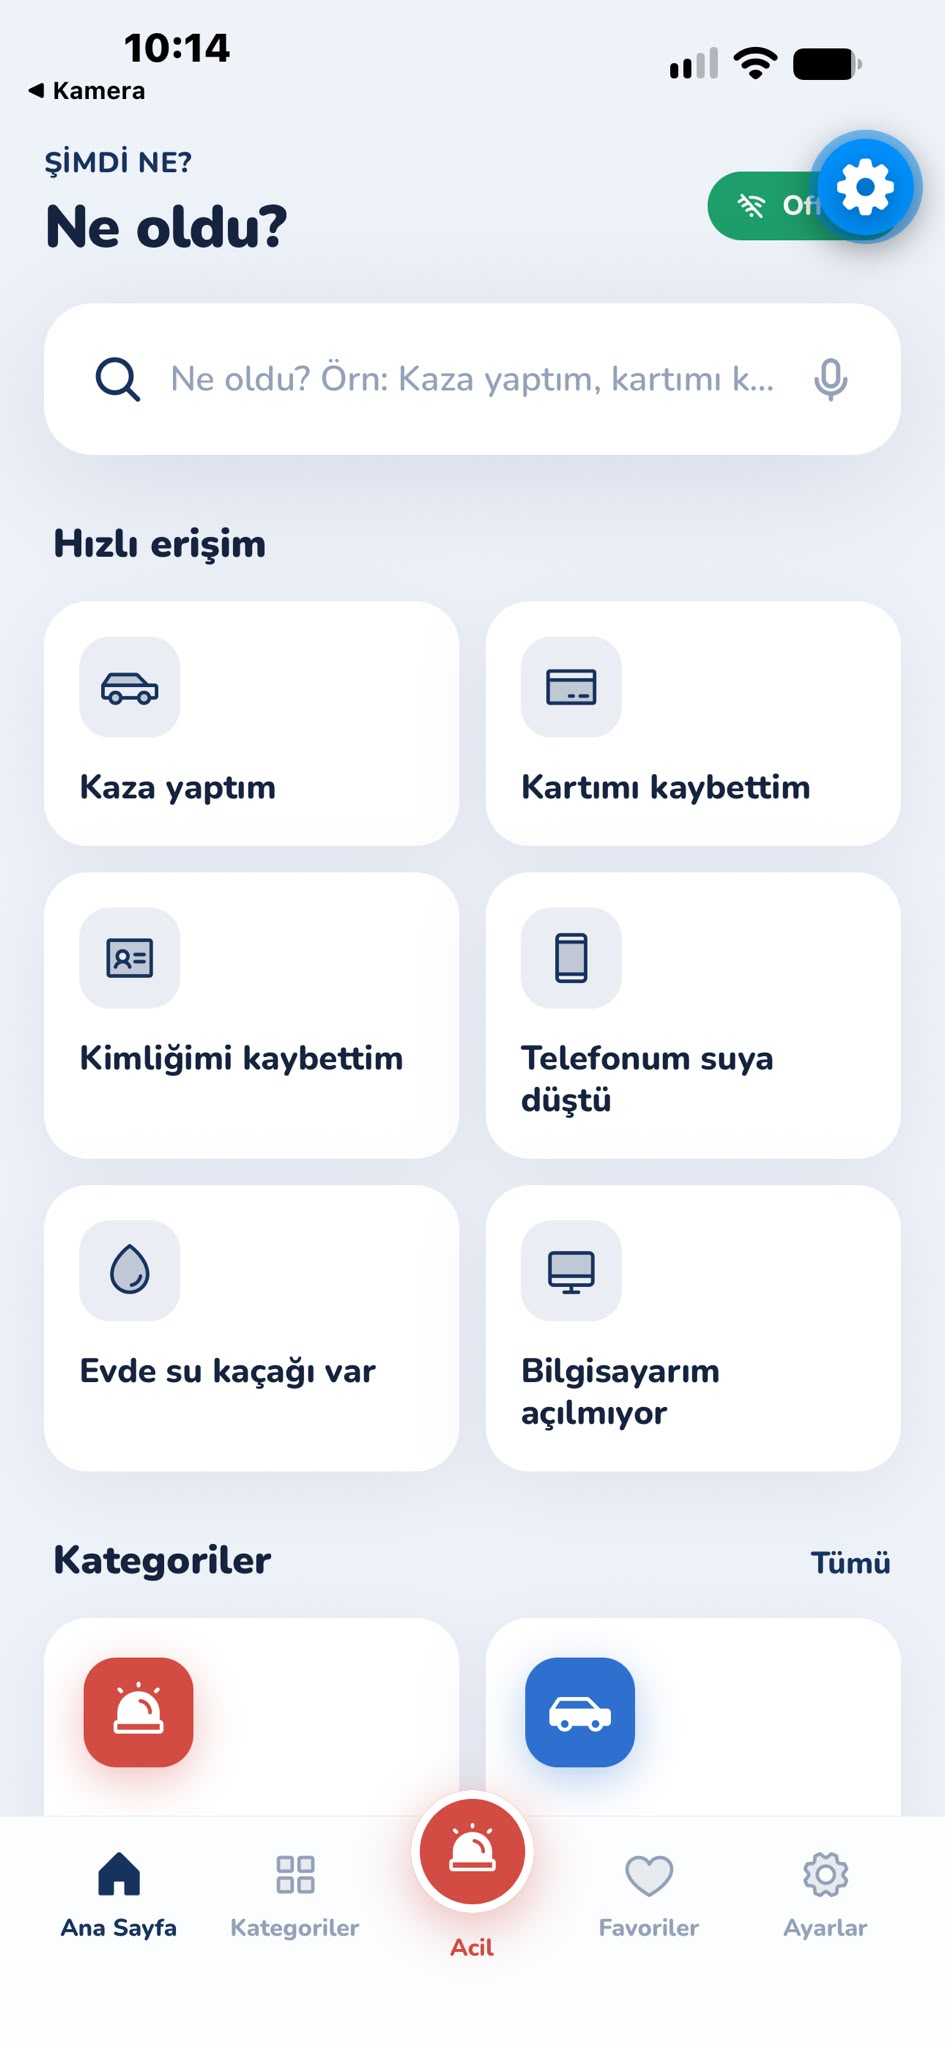 10:14
◀ Kamera
ŞİMDİ NE?
Ne oldu?
Ne oldu? Örn: Kaza yaptım, kartımı k...
Hızlı erişim
Kaza yaptım
Kartımı kaybettim
Kimliğimi kaybettim
Telefonum suya
düştü
Evde su kaçağı var
Bilgisayarım
açılmıyor
Kategoriler
Tümü
Ana Sayfa
Kategoriler
Acil
Favoriler
Ayarlar